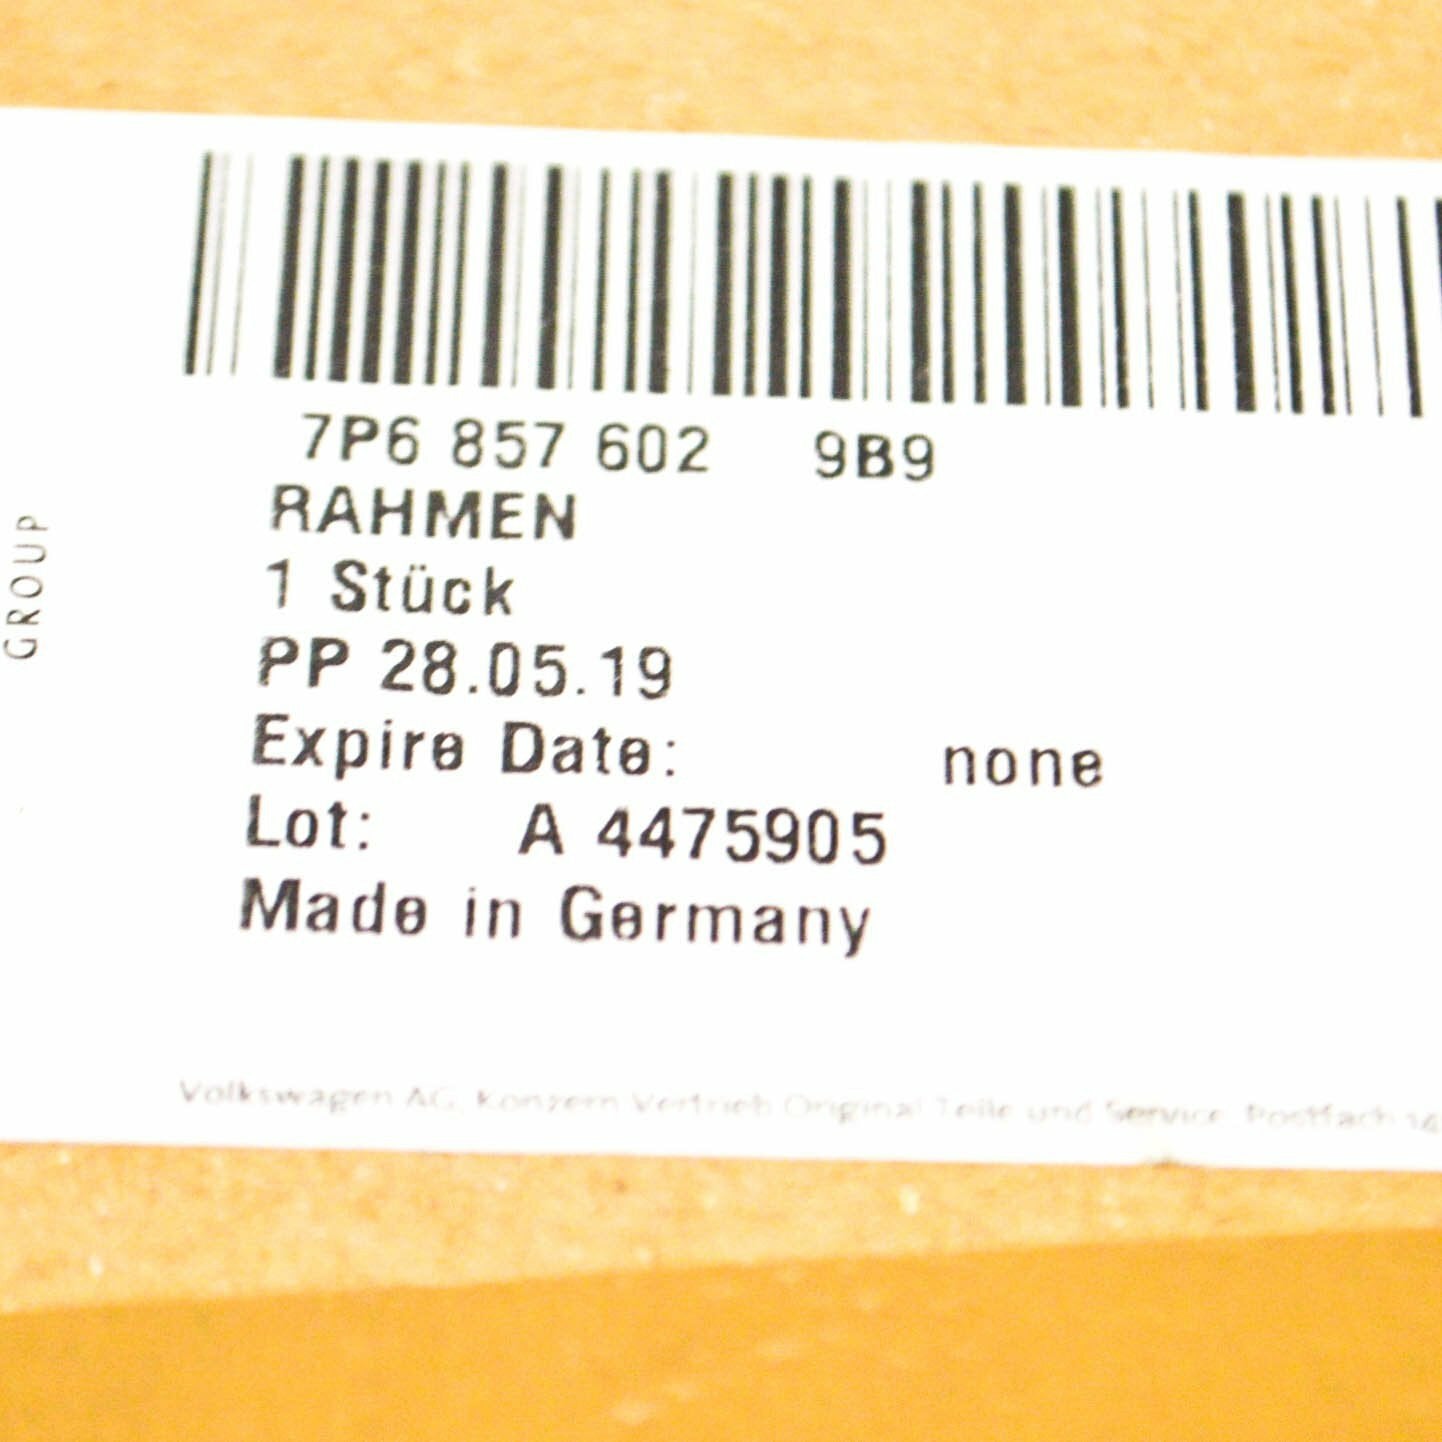 7P6 857 602 9B9
RAHMEN
1 Stück
PP 28.05.19
Expire Date: none
Lot: A 4475905
Made in Germany
GROUP
Volkswagen AG, Konzern Vertrieb Original Teile und Service, Postfach 14